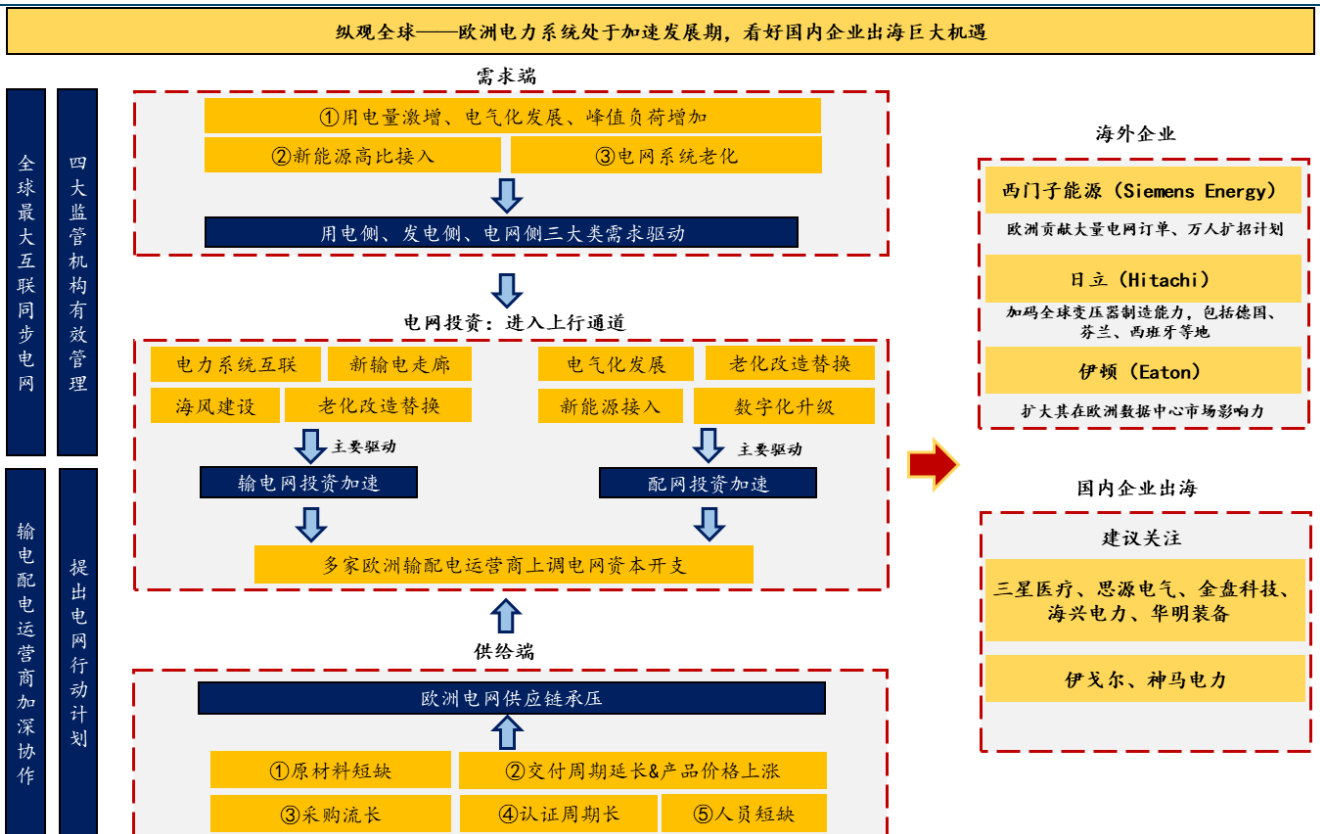 纵观全球——欧洲电力系统处于加速发展期，看好国内企业出海巨大机遇
全球最大互联同步电网
四大监管机构有效管理
输电配电运营商加深协作
提出电网行动计划
需求端
①用电量激增、电气化发展、峰值负荷增加
②新能源高比接入
③电网系统老化
用电侧、发电侧、电网侧三大类需求驱动
电网投资：进入上行通道
电力系统互联
新输电走廊
电气化发展
老化改造替换
海风建设
老化改造替换
新能源接入
数字化升级
主要驱动
主要驱动
输电网投资加速
配网投资加速
多家欧洲输配电运营商上调电网资本开支
供给端
欧洲电网供应链承压
①原材料短缺
②交付周期延长&产品价格上涨
③采购流长
④认证周期长
⑤人员短缺
海外企业
西门子能源（Siemens Energy）
欧洲贡献大量电网订单、万人扩招计划
日立（Hitachi）
加码全球变压器制造能力，包括德国、
芬兰、西班牙等地
伊顿（Eaton）
扩大其在欧洲数据中心市场影响力
国内企业出海
建议关注
三星医疗、思源电气、金盘科技、
海兴电力、华明装备
伊戈尔、神马电力